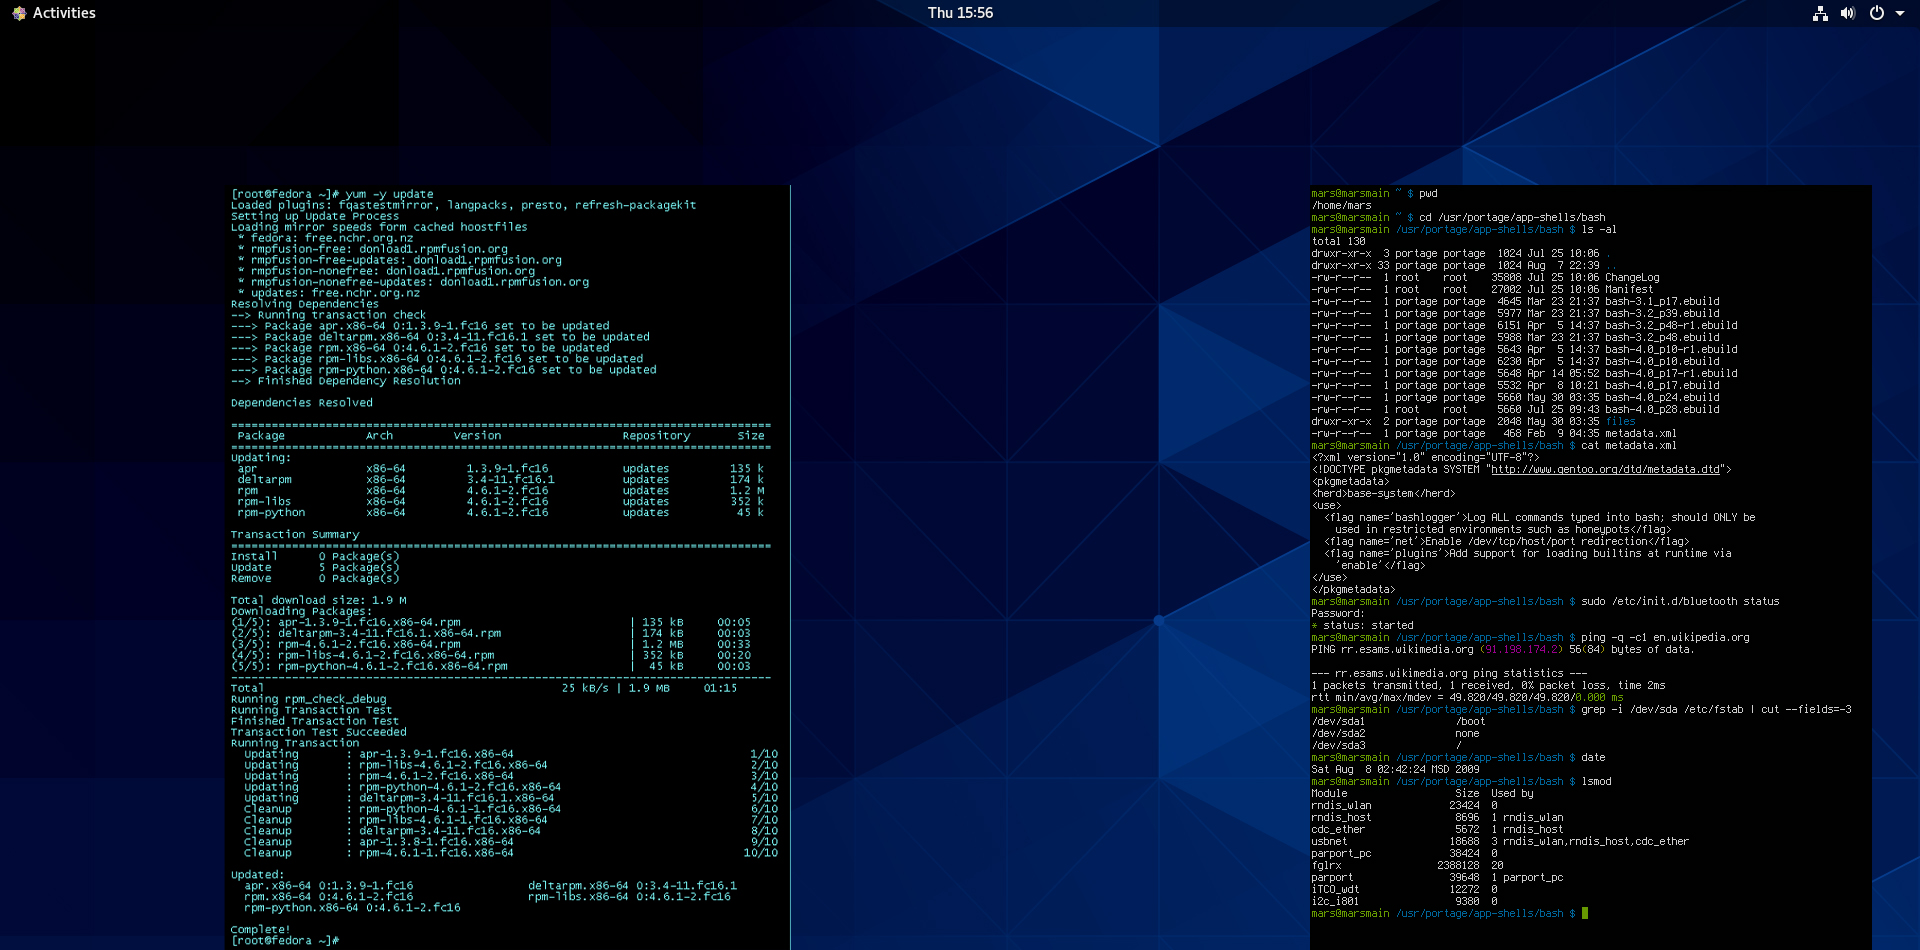 Activities
Thu 15:56
[root@fedora ~]# yum -y update
Loaded plugins: fqastestmirror, langpacks, presto, refresh-packagekit
Setting up Update Process
Loading mirror speeds form cached hoostfiles
* fedora: free.nchr.org.nz
* rmpfusion-free: donload1.rpmfusion.org
* rmpfusion-free-updates: donload1.rpmfusion.org
* rmpfusion-nonefree: donload1.rpmfusion.org
* rmpfusion-nonefree-updates: donload1.rpmfusion.org
* updates: free.nchr.org.nz
Resolving Dependencies
--> Running transaction check
---> Package apr.x86-64 0:1.3.9-1.fc16 set to be updated
---> Package deltarpm.x86-64 0:3.4-11.fc16.1 set to be updated
---> Package rpm.x86-64 0:4.6.1-2.fc16 set to be updated
---> Package rpm-libs.x86-64 0:4.6.1-2.fc16 set to be updated
---> Package rpm-python.x86-64 0:4.6.1-2.fc16 set to be updated
--> Finished Dependency Resolution
Dependencies Resolved
================================================================================
Package Arch Version Repository Size
================================================================================
Updating:
apr x86-64 1.3.9-1.fc16 updates 135 k
deltarpm x86-64 3.4-11.fc16.1 updates 174 k
rpm x86-64 4.6.1-2.fc16 updates 1.2 M
rpm-libs x86-64 4.6.1-2.fc16 updates 352 k
rpm-python x86-64 4.6.1-2.fc16 updates 45 k
Transaction Summary
================================================================================
Install 0 Package(s)
Update 5 Package(s)
Remove 0 Package(s)
Total download size: 1.9 M
Downloading Packages:
(1/5): apr-1.3.9-1.fc16.x86-64.rpm | 135 kB 00:05
(2/5): deltarpm-3.4-11.fc16.1.x86-64.rpm | 174 kB 00:03
(3/5): rpm-4.6.1-2.fc16.x86-64.rpm | 1.2 MB 00:33
(4/5): rpm-libs-4.6.1-2.fc16.x86-64.rpm | 352 kB 00:20
(5/5): rpm-python-4.6.1-2.fc16.x86-64.rpm | 45 kB 00:03
--------------------------------------------------------------------------------
Total 25 kB/s | 1.9 MB 01:15
Running rpm_check_debug
Running Transaction Test
Finished Transaction Test
Transaction Test Succeeded
Running Transaction
Updating : apr-1.3.9-1.fc16.x86-64 1/10
Updating : rpm-libs-4.6.1-2.fc16.x86-64 2/10
Updating : rpm-4.6.1-2.fc16.x86-64 3/10
Updating : rpm-python-4.6.1-2.fc16.x86-64 4/10
Updating : deltarpm-3.4-11.fc16.1.x86-64 5/10
Cleanup : rpm-python-4.6.1-1.fc16.x86-64 6/10
Cleanup : rpm-libs-4.6.1-1.fc16.x86-64 7/10
Cleanup : deltarpm-3.4-11.fc16.x86-64 8/10
Cleanup : apr-1.3.8-1.fc16.x86-64 9/10
Cleanup : rpm-4.6.1-1.fc16.x86-64 10/10
Updated:
apr.x86-64 0:1.3.9-1.fc16 deltarpm.x86-64 0:3.4-11.fc16.1
rpm.x86-64 0:4.6.1-2.fc16 rpm-libs.x86-64 0:4.6.1-2.fc16
rpm-python.x86-64 0:4.6.1-2.fc16
Complete!
[root@fedora ~]#
mars@marsmain ~ $ pwd
/home/mars
mars@marsmain ~ $ cd /usr/portage/app-shells/bash
mars@marsmain /usr/portage/app-shells/bash $ ls -al
total 130
drwxr-xr-x 3 portage portage 1024 Jul 25 10:06 .
drwxr-xr-x 33 portage portage 1024 Aug 7 22:39 ..
-rw-r--r-- 1 root root 35808 Jul 25 10:06 ChangeLog
-rw-r--r-- 1 root root 27002 Jul 25 10:06 Manifest
-rw-r--r-- 1 portage portage 4645 Mar 23 21:37 bash-3.1_p17.ebuild
-rw-r--r-- 1 portage portage 5977 Mar 23 21:37 bash-3.2_p39.ebuild
-rw-r--r-- 1 portage portage 6151 Apr 5 14:37 bash-3.2_p48-r1.ebuild
-rw-r--r-- 1 portage portage 5988 Mar 23 21:37 bash-3.2_p48.ebuild
-rw-r--r-- 1 portage portage 5643 Apr 5 14:37 bash-4.0_p10-r1.ebuild
-rw-r--r-- 1 portage portage 6230 Apr 5 14:37 bash-4.0_p10.ebuild
-rw-r--r-- 1 portage portage 5648 Apr 14 05:52 bash-4.0_p17-r1.ebuild
-rw-r--r-- 1 portage portage 5532 Apr 8 10:21 bash-4.0_p17.ebuild
-rw-r--r-- 1 portage portage 5660 May 30 03:35 bash-4.0_p24.ebuild
-rw-r--r-- 1 root root 5660 Jul 25 09:43 bash-4.0_p28.ebuild
drwxr-xr-x 2 portage portage 2048 May 30 03:35 files
-rw-r--r-- 1 portage portage 468 Feb 9 04:35 metadata.xml
mars@marsmain /usr/portage/app-shells/bash $ cat metadata.xml
<?xml version="1.0" encoding="UTF-8"?>
<!DOCTYPE pkgmetadata SYSTEM "http://www.gentoo.org/dtd/metadata.dtd">
<pkgmetadata>
<herd>base-system</herd>
<use>
<flag name='bashlogger'>Log ALL commands typed into bash; should ONLY be
used in restricted environments such as honeypots</flag>
<flag name='net'>Enable /dev/tcp/host/port redirection</flag>
<flag name='plugins'>Add support for loading builtins at runtime via
'enable'</flag>
</use>
</pkgmetadata>
mars@marsmain /usr/portage/app-shells/bash $ sudo /etc/init.d/bluetooth status
Password:
* status: started
mars@marsmain /usr/portage/app-shells/bash $ ping -q -c1 en.wikipedia.org
PING rr.esams.wikimedia.org (91.198.174.2) 56(84) bytes of data.
--- rr.esams.wikimedia.org ping statistics ---
1 packets transmitted, 1 received, 0% packet loss, time 2ms
rtt min/avg/max/mdev = 49.820/49.820/49.820/0.000 ms
mars@marsmain /usr/portage/app-shells/bash $ grep -i /dev/sda /etc/fstab | cut --fields=-3
/dev/sda1 /boot
/dev/sda2 none
/dev/sda3 /
mars@marsmain /usr/portage/app-shells/bash $ date
Sat Aug 8 02:42:24 MSD 2009
mars@marsmain /usr/portage/app-shells/bash $ lsmod
Module Size Used by
rndis_wlan 23424 0
rndis_host 8696 1 rndis_wlan
cdc_ether 5672 1 rndis_host
usbnet 18688 3 rndis_wlan,rndis_host,cdc_ether
parport_pc 38424 0
fglrx 2388128 20
parport 39648 1 parport_pc
iTCO_wdt 12272 0
i2c_i801 9380 0
mars@marsmain /usr/portage/app-shells/bash $